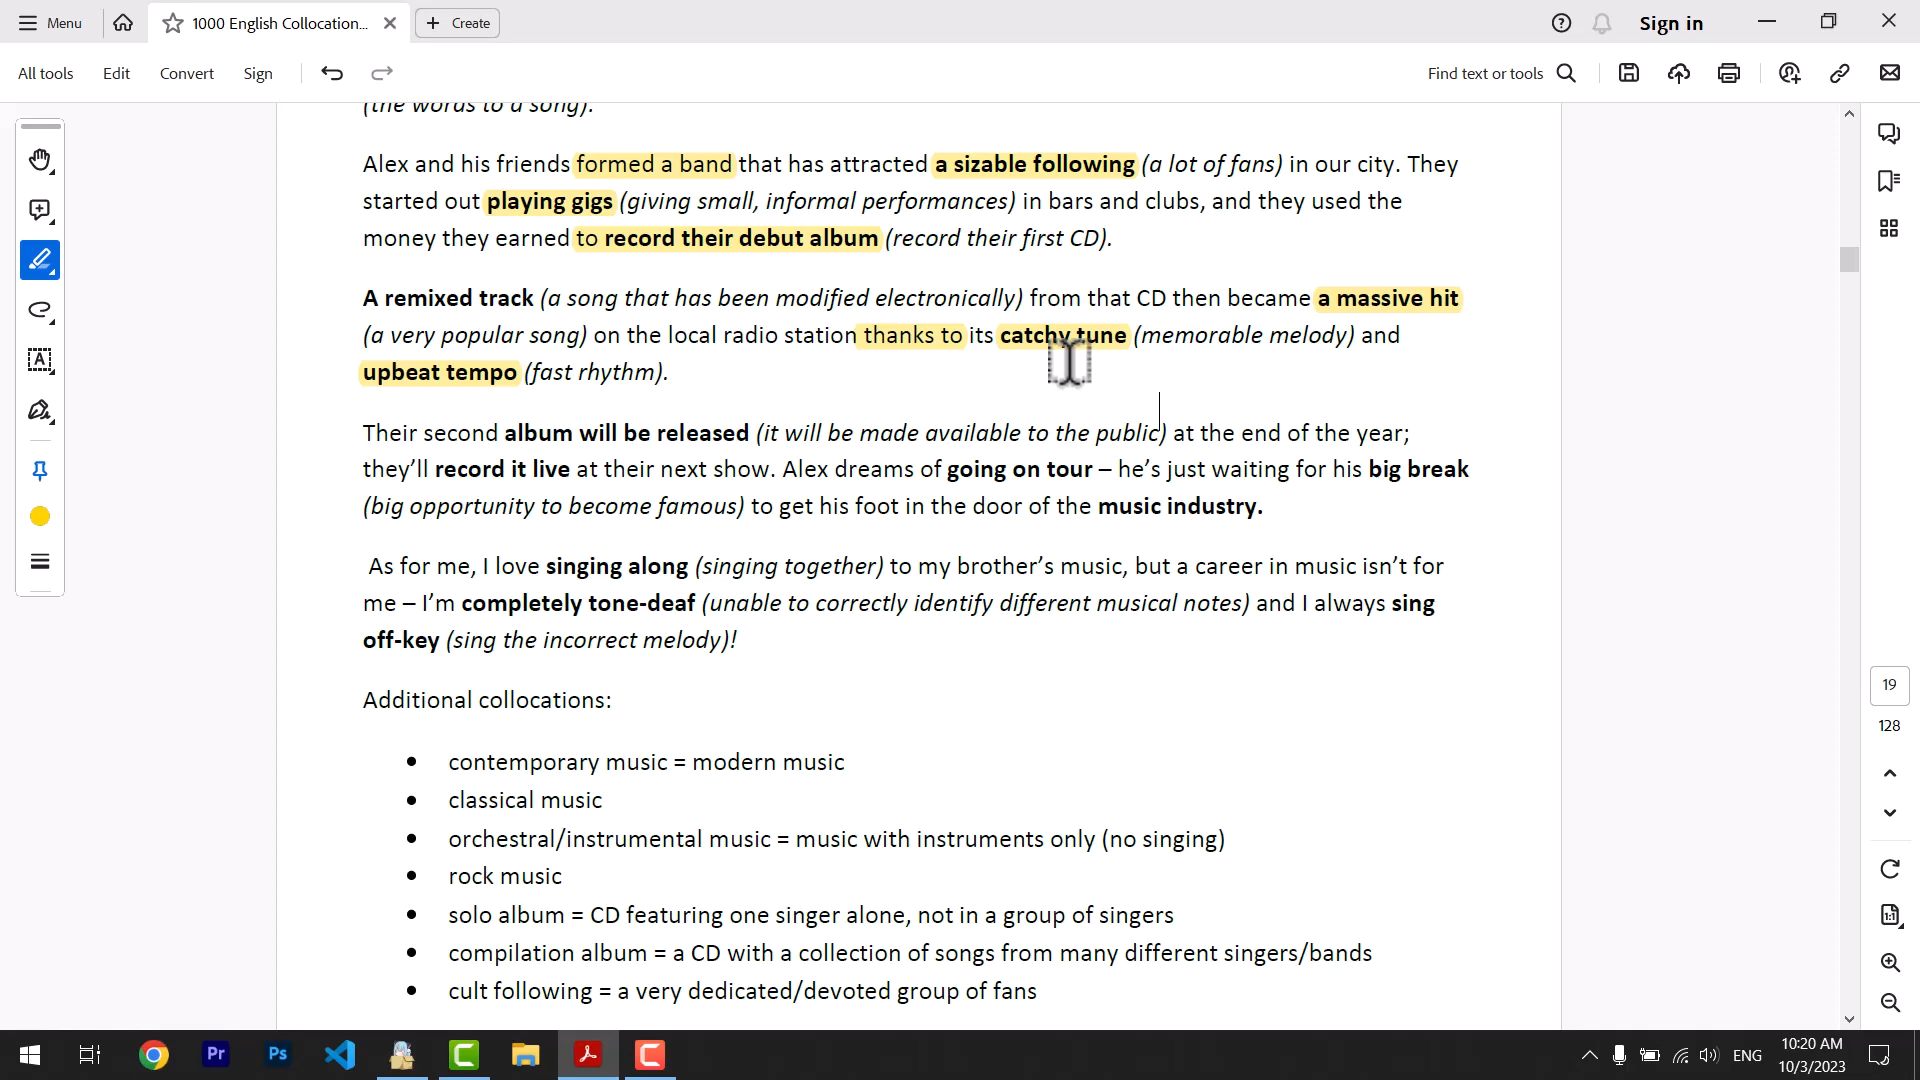 Menu
1000 English Collocation...
Create
Sign in
All tools
Edit
Convert
Sign
Find text or tools
(the words to a song).
Alex and his friends formed a band that has attracted a sizable following (a lot of fans) in our city. They
started out playing gigs (giving small, informal performances) in bars and clubs, and they used the
money they earned to record their debut album (record their first CD).
A remixed track (a song that has been modified electronically) from that CD then became a massive hit
(a very popular song) on the local radio station thanks to its catchy tune (memorable melody) and
upbeat tempo (fast rhythm).
Their second album will be released (it will be made available to the public) at the end of the year;
they’ll record it live at their next show. Alex dreams of going on tour – he’s just waiting for his big break
(big opportunity to become famous) to get his foot in the door of the music industry.
As for me, I love singing along (singing together) to my brother’s music, but a career in music isn’t for
me – I’m completely tone-deaf (unable to correctly identify different musical notes) and I always sing
off-key (sing the incorrect melody)!
Additional collocations:
• contemporary music = modern music
• classical music
• orchestral/instrumental music = music with instruments only (no singing)
• rock music
• solo album = CD featuring one singer alone, not in a group of singers
• compilation album = a CD with a collection of songs from many different singers/bands
• cult following = a very dedicated/devoted group of fans
19
128
1:1
Pr
Ps
ENG
10:20 AM
10/3/2023